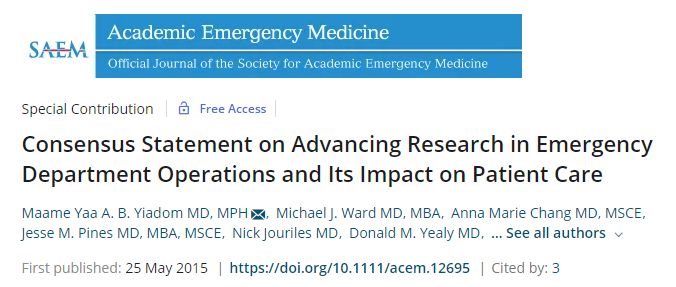 SAEM
Academic Emergency Medicine
Official Journal of the Society for Academic Emergency Medicine
Special Contribution | Free Access |
Consensus Statement on Advancing Research in Emergency
Department Operations and Its Impact on Patient Care
Maame Yaa A. B. Yiadom MD, MPH, Michael J. Ward MD, MBA, Anna Marie Chang MD, MSCE,
Jesse M. Pines MD, MBA, MSCE, Nick Jouriles MD, Donald M. Yealy MD, ... See all authors
First published: 25 May 2015 | https://doi.org/10.1111/acem.12695 | Cited by: 3